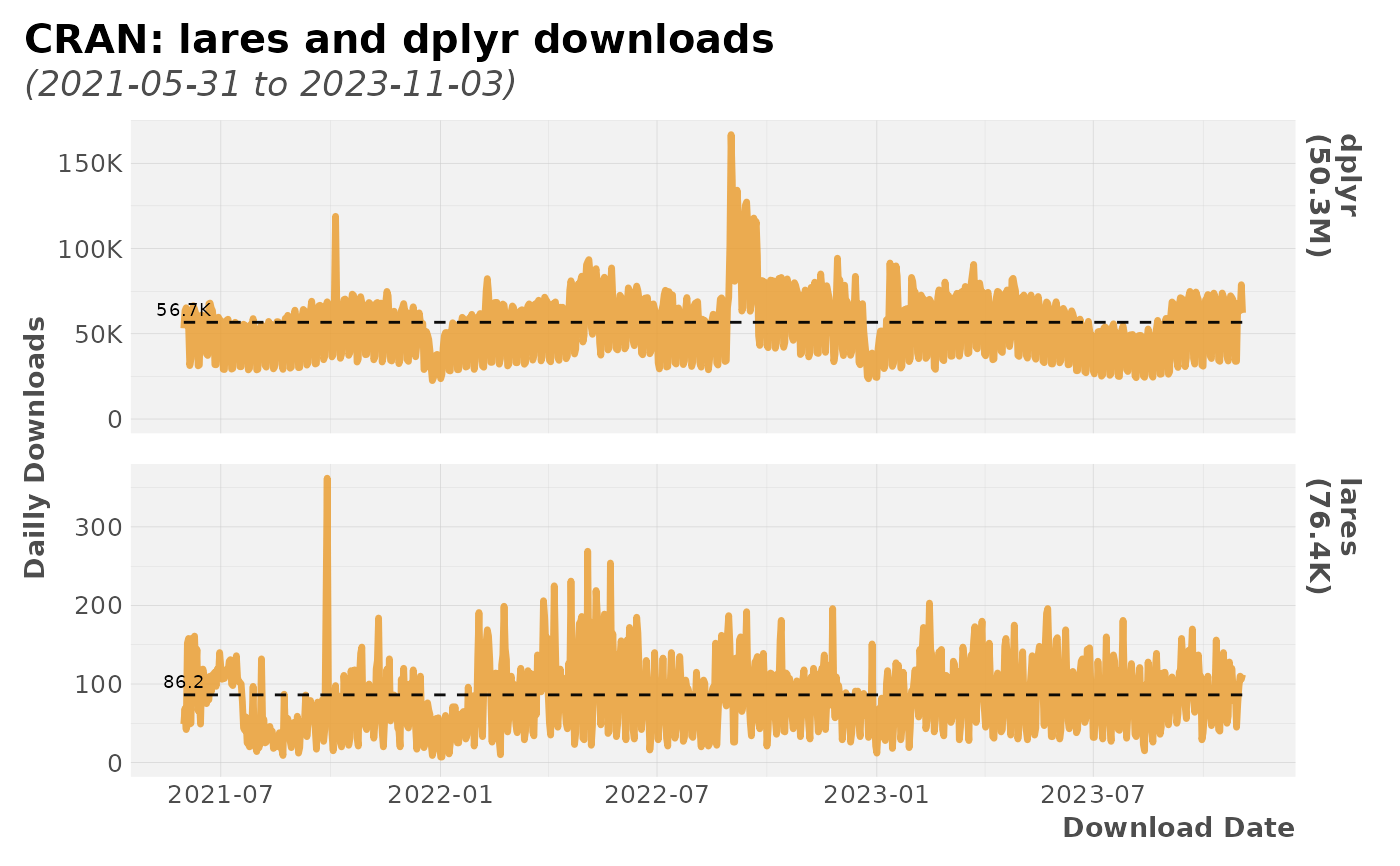 CRAN: lares and dplyr downloads
(2021-05-31 to 2023-11-03)
Dailly Downloads
150K
100K
50K
0
56.7K
dplyr
(50.3M)
300
200
100
0
86.2
lares
(76.4K)
2021-07
2022-01
2022-07
2023-01
2023-07
Download Date